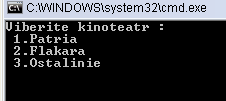 C:\WINDOWS\system32\cmd.exe
Viberite kinoteatr :
1.Patria
2.Flakara
3.Ostalinie